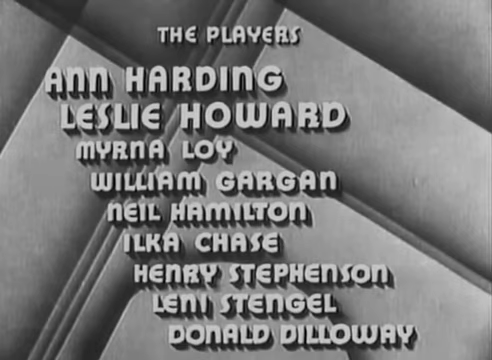 THE PLAYERS
ANN HARDING
LESLIE HOWARD
MYRNA LOY
WILLIAM GARGAN
NEIL HAMILTON
ILKA CHASE
HENRY STEPHENSON
LENI STENGEL
DONALD DILLOWAY